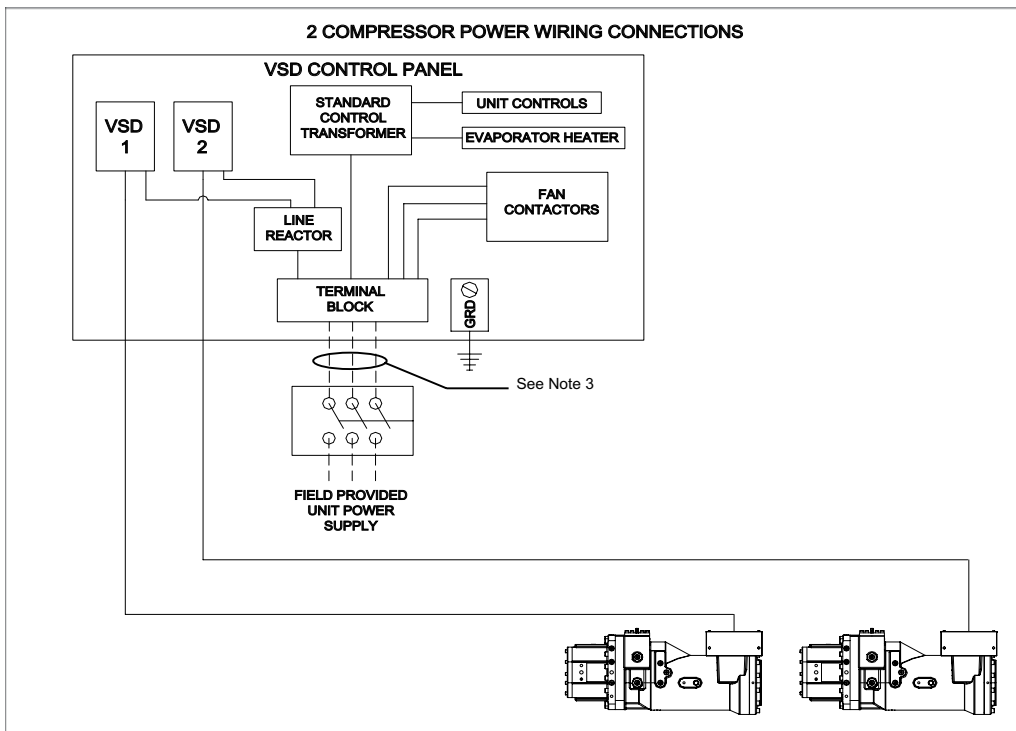 2 COMPRESSOR POWER WIRING CONNECTIONS
VSD CONTROL PANEL
VSD
1
VSD
2
STANDARD
CONTROL
TRANSFORMER
UNIT CONTROLS
EVAPORATOR HEATER
FAN
CONTACTORS
LINE
REACTOR
TERMINAL
BLOCK
GRD
See Note 3
FIELD PROVIDED
UNIT POWER
SUPPLY